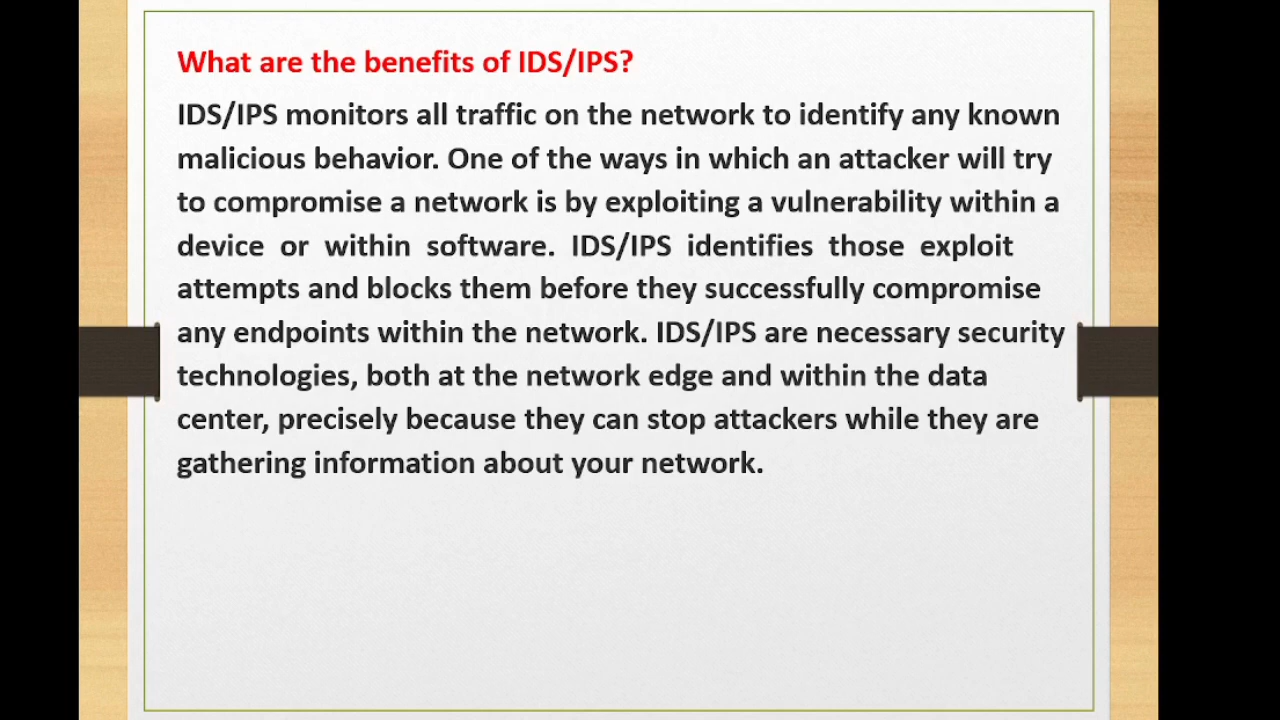 What are the benefits of IDS/IPS?
IDS/IPS monitors all traffic on the network to identify any known
malicious behavior. One of the ways in which an attacker will try
to compromise a network is by exploiting a vulnerability within a
device or within software. IDS/IPS identifies those exploit
attempts and blocks them before they successfully compromise
any endpoints within the network. IDS/IPS are necessary security
technologies, both at the network edge and within the data
center, precisely because they can stop attackers while they are
gathering information about your network.